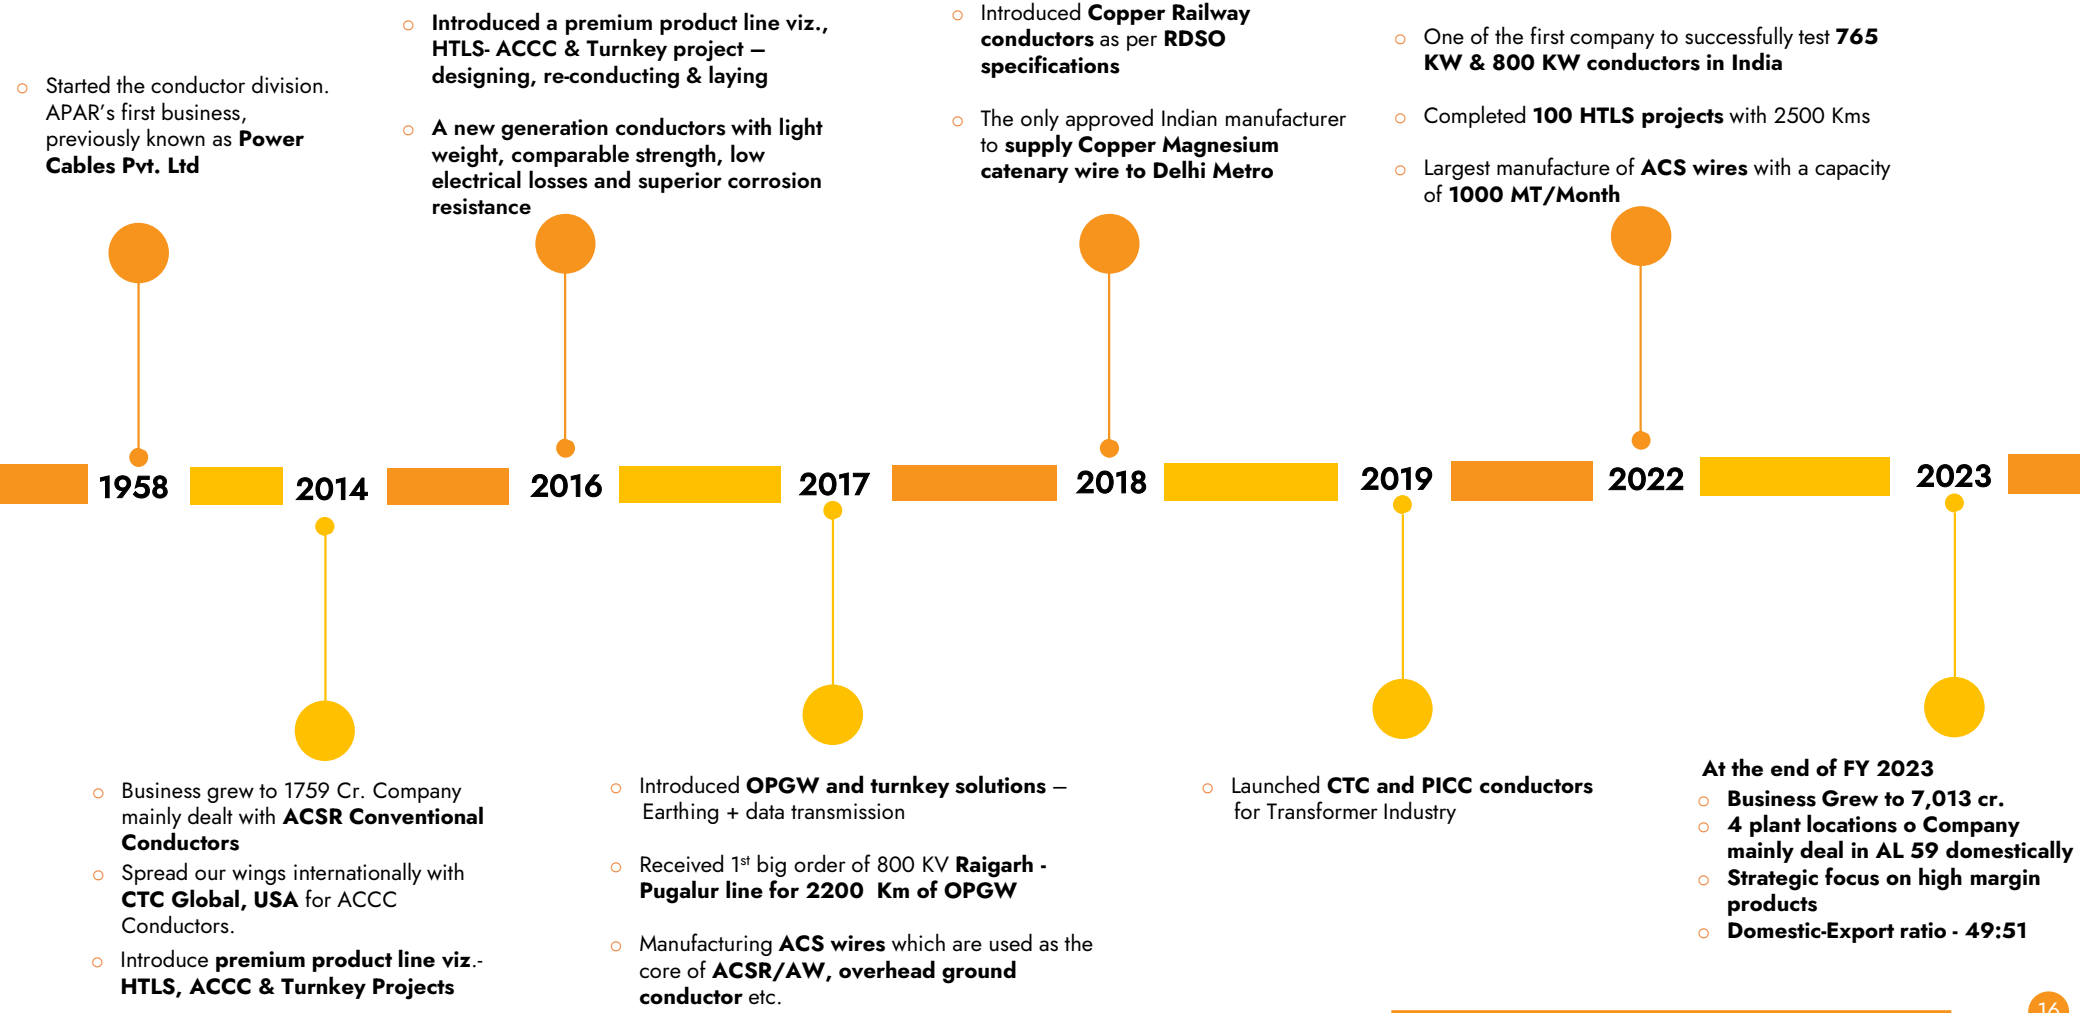 ○ Started the conductor division.
APAR's first business,
previously known as Power
Cables Pvt. Ltd
○ Introduced a premium product line viz.,
HTLS- ACCC & Turnkey project –
designing, re-conducting & laying
○ A new generation conductors with light
weight, comparable strength, low
electrical losses and superior corrosion
resistance
○ Introduced Copper Railway
conductors as per RDSO
specifications
○ The only approved Indian manufacturer
to supply Copper Magnesium
catenary wire to Delhi Metro
○ One of the first company to successfully test 765
KW & 800 KW conductors in India
○ Completed 100 HTLS projects with 2500 Kms
○ Largest manufacture of ACS wires with a capacity
of 1000 MT/Month
1958 2014 2016 2017 2018 2019 2022 2023
○ Business grew to 1759 Cr. Company
mainly dealt with ACSR Conventional
Conductors
○ Spread our wings internationally with
CTC Global, USA for ACCC
Conductors.
○ Introduce premium product line viz.-
HTLS, ACCC & Turnkey Projects
○ Introduced OPGW and turnkey solutions –
Earthing + data transmission
○ Received 1st big order of 800 KV Raigarh -
Pugalur line for 2200 Km of OPGW
○ Manufacturing ACS wires which are used as the
core of ACSR/AW, overhead ground
conductor etc.
○ Launched CTC and PICC conductors
for Transformer Industry
At the end of FY 2023
○ Business Grew to 7,013 cr.
○ 4 plant locations o Company
mainly deal in AL 59 domestically
○ Strategic focus on high margin
products
○ Domestic-Export ratio - 49:51
16